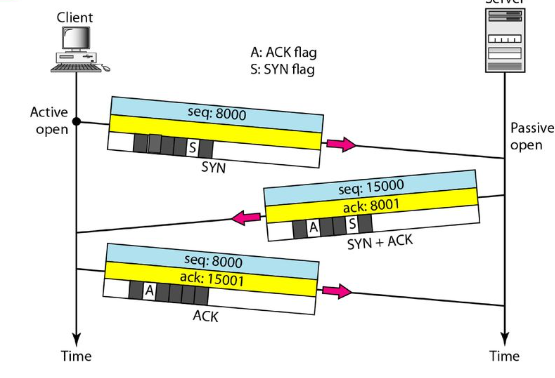 Client
Server
A: ACK flag
S: SYN flag
Active
open
seq: 8000
S
SYN
Passive
open
seq: 15000
ack: 8001
A S
SYN + ACK
seq: 8000
ack: 15001
A
ACK
Time
Time